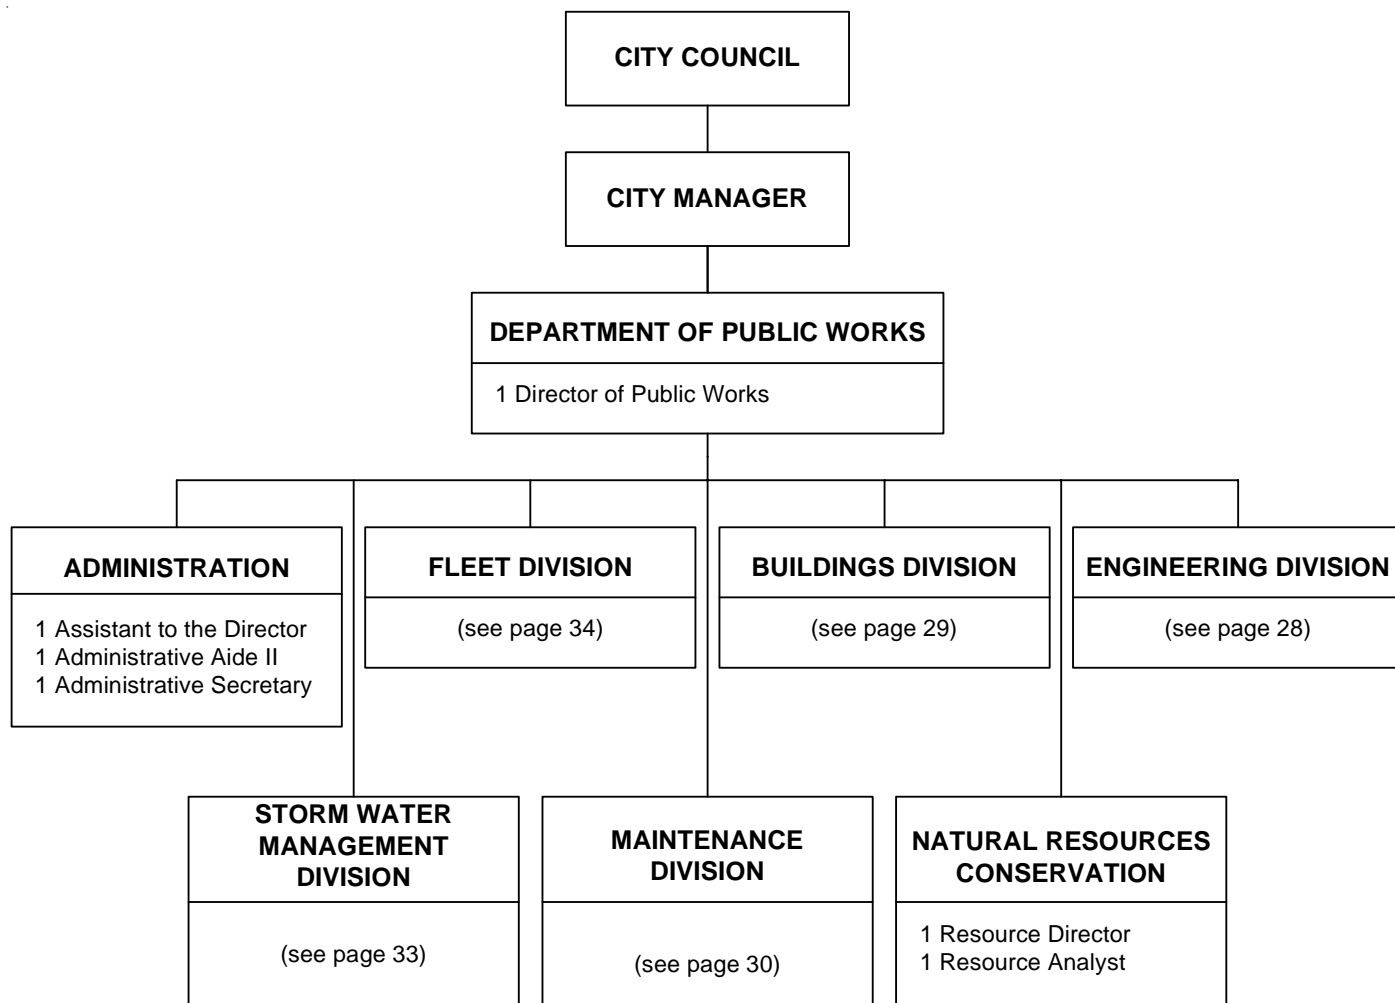 CITY COUNCIL
CITY MANAGER
DEPARTMENT OF PUBLIC WORKS
1 Director of Public Works
ADMINISTRATION
1 Assistant to the Director
1 Administrative Aide II
1 Administrative Secretary
FLEET DIVISION
(see page 34)
BUILDINGS DIVISION
(see page 29)
ENGINEERING DIVISION
(see page 28)
STORM WATER
MANAGEMENT
DIVISION
(see page 33)
MAINTENANCE
DIVISION
(see page 30)
NATURAL RESOURCES
CONSERVATION
1 Resource Director
1 Resource Analyst